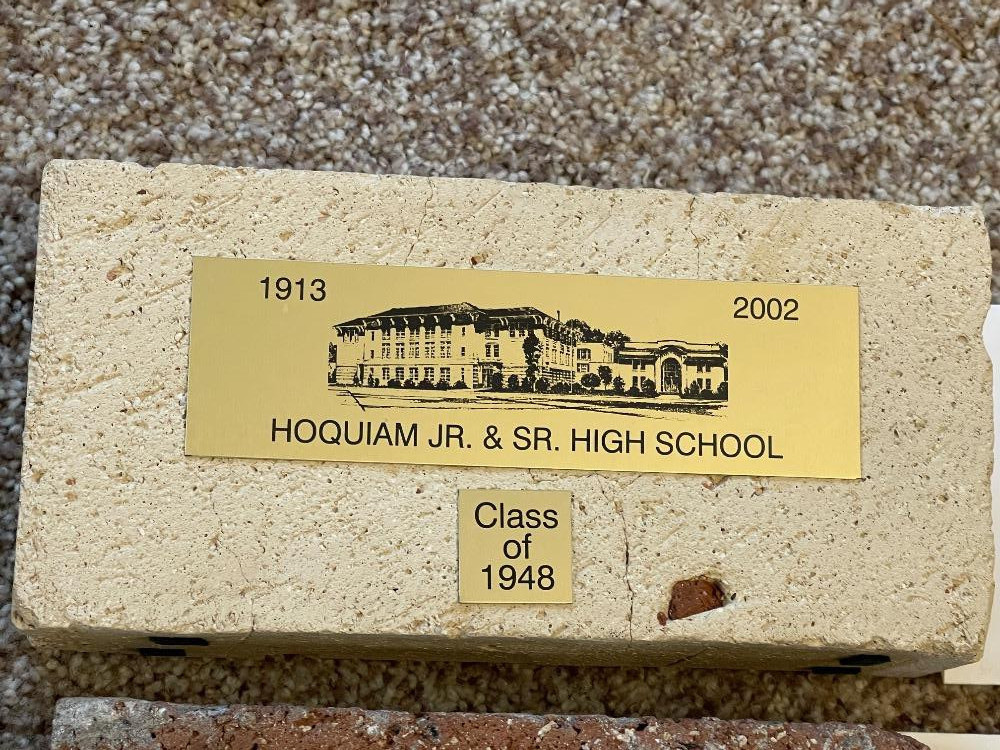 1913 2002
HOQUIAM JR. & SR. HIGH SCHOOL
Class
of
1948